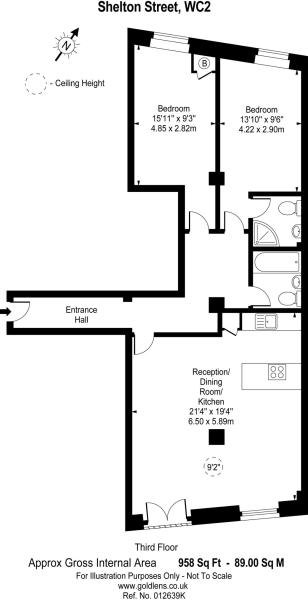 Shelton Street, WC2
N
- Ceiling Height
B
Bedroom
15'11" x 9'3"
4.85 x 2.82m
Bedroom
13'10" x 9'6"
4.22 x 2.90m
Entrance
Hall
Reception/
Dining
Room/
Kitchen
21'4" x 19'4"
6.50 x 5.89m
9'2"
Third Floor
Approx Gross Internal Area 958 Sq Ft - 89.00 Sq M
For Illustration Purposes Only - Not To Scale
www.goldlens.co.uk
Ref. No. 012639K